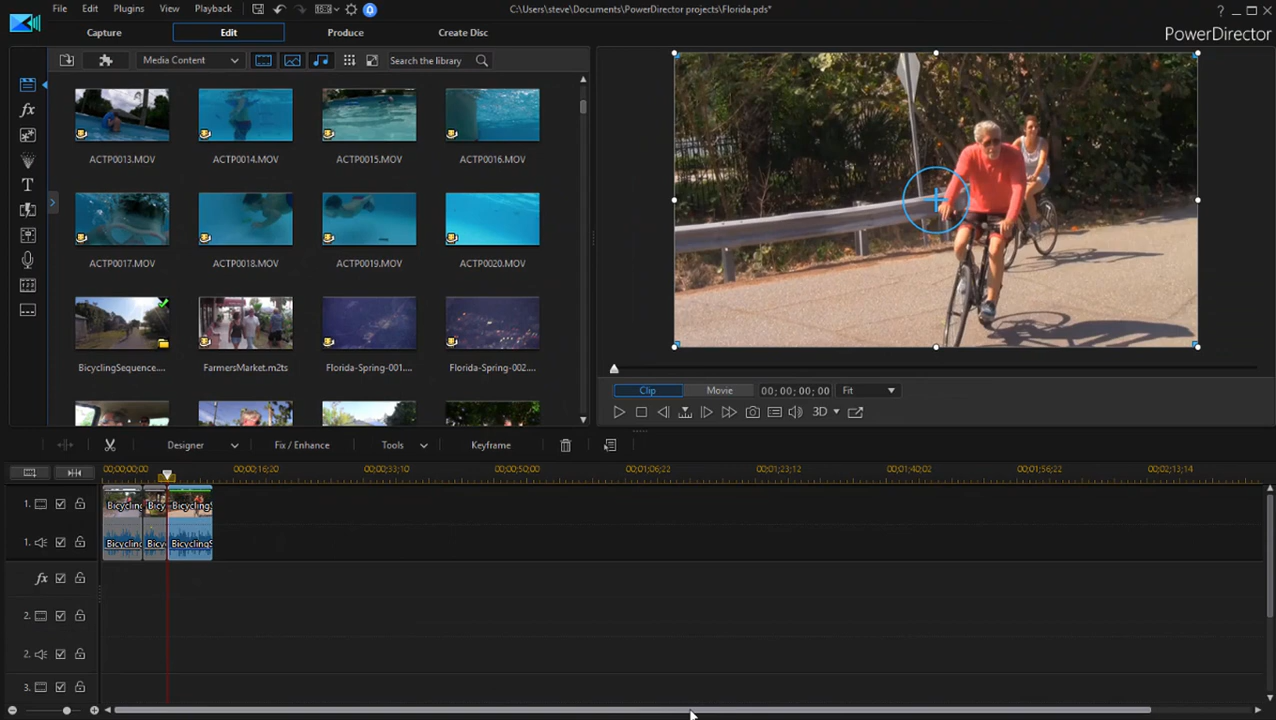 File Edit Plugins View Playback
C:\Users\steve\Documents\PowerDirector projects\Florida.pds*
PowerDirector
Capture Edit Produce Create Disc
Media Content Search the library
ACTP0013.MOV ACTP0014.MOV ACTP0015.MOV ACTP0016.MOV
ACTP0017.MOV ACTP0018.MOV ACTP0019.MOV ACTP0020.MOV
BicyclingSequence.... FarmersMarket.m2ts Florida-Spring-001.... Florida-Spring-002....
Clip Movie 00; 00; 00; 00 Fit
3D
Designer Fix / Enhance Tools Keyframe
00;00;00;00 00;00;16;20 00;00;33;10 00;00;50;00 00;01;06;22 00;01;23;12 00;01;42;02 00;01;56;22 00;02;13;14
1. Bicycling Bicy BicyclingS
1. Bicycling Bicy BicyclingS
fx
2.
2.
3.